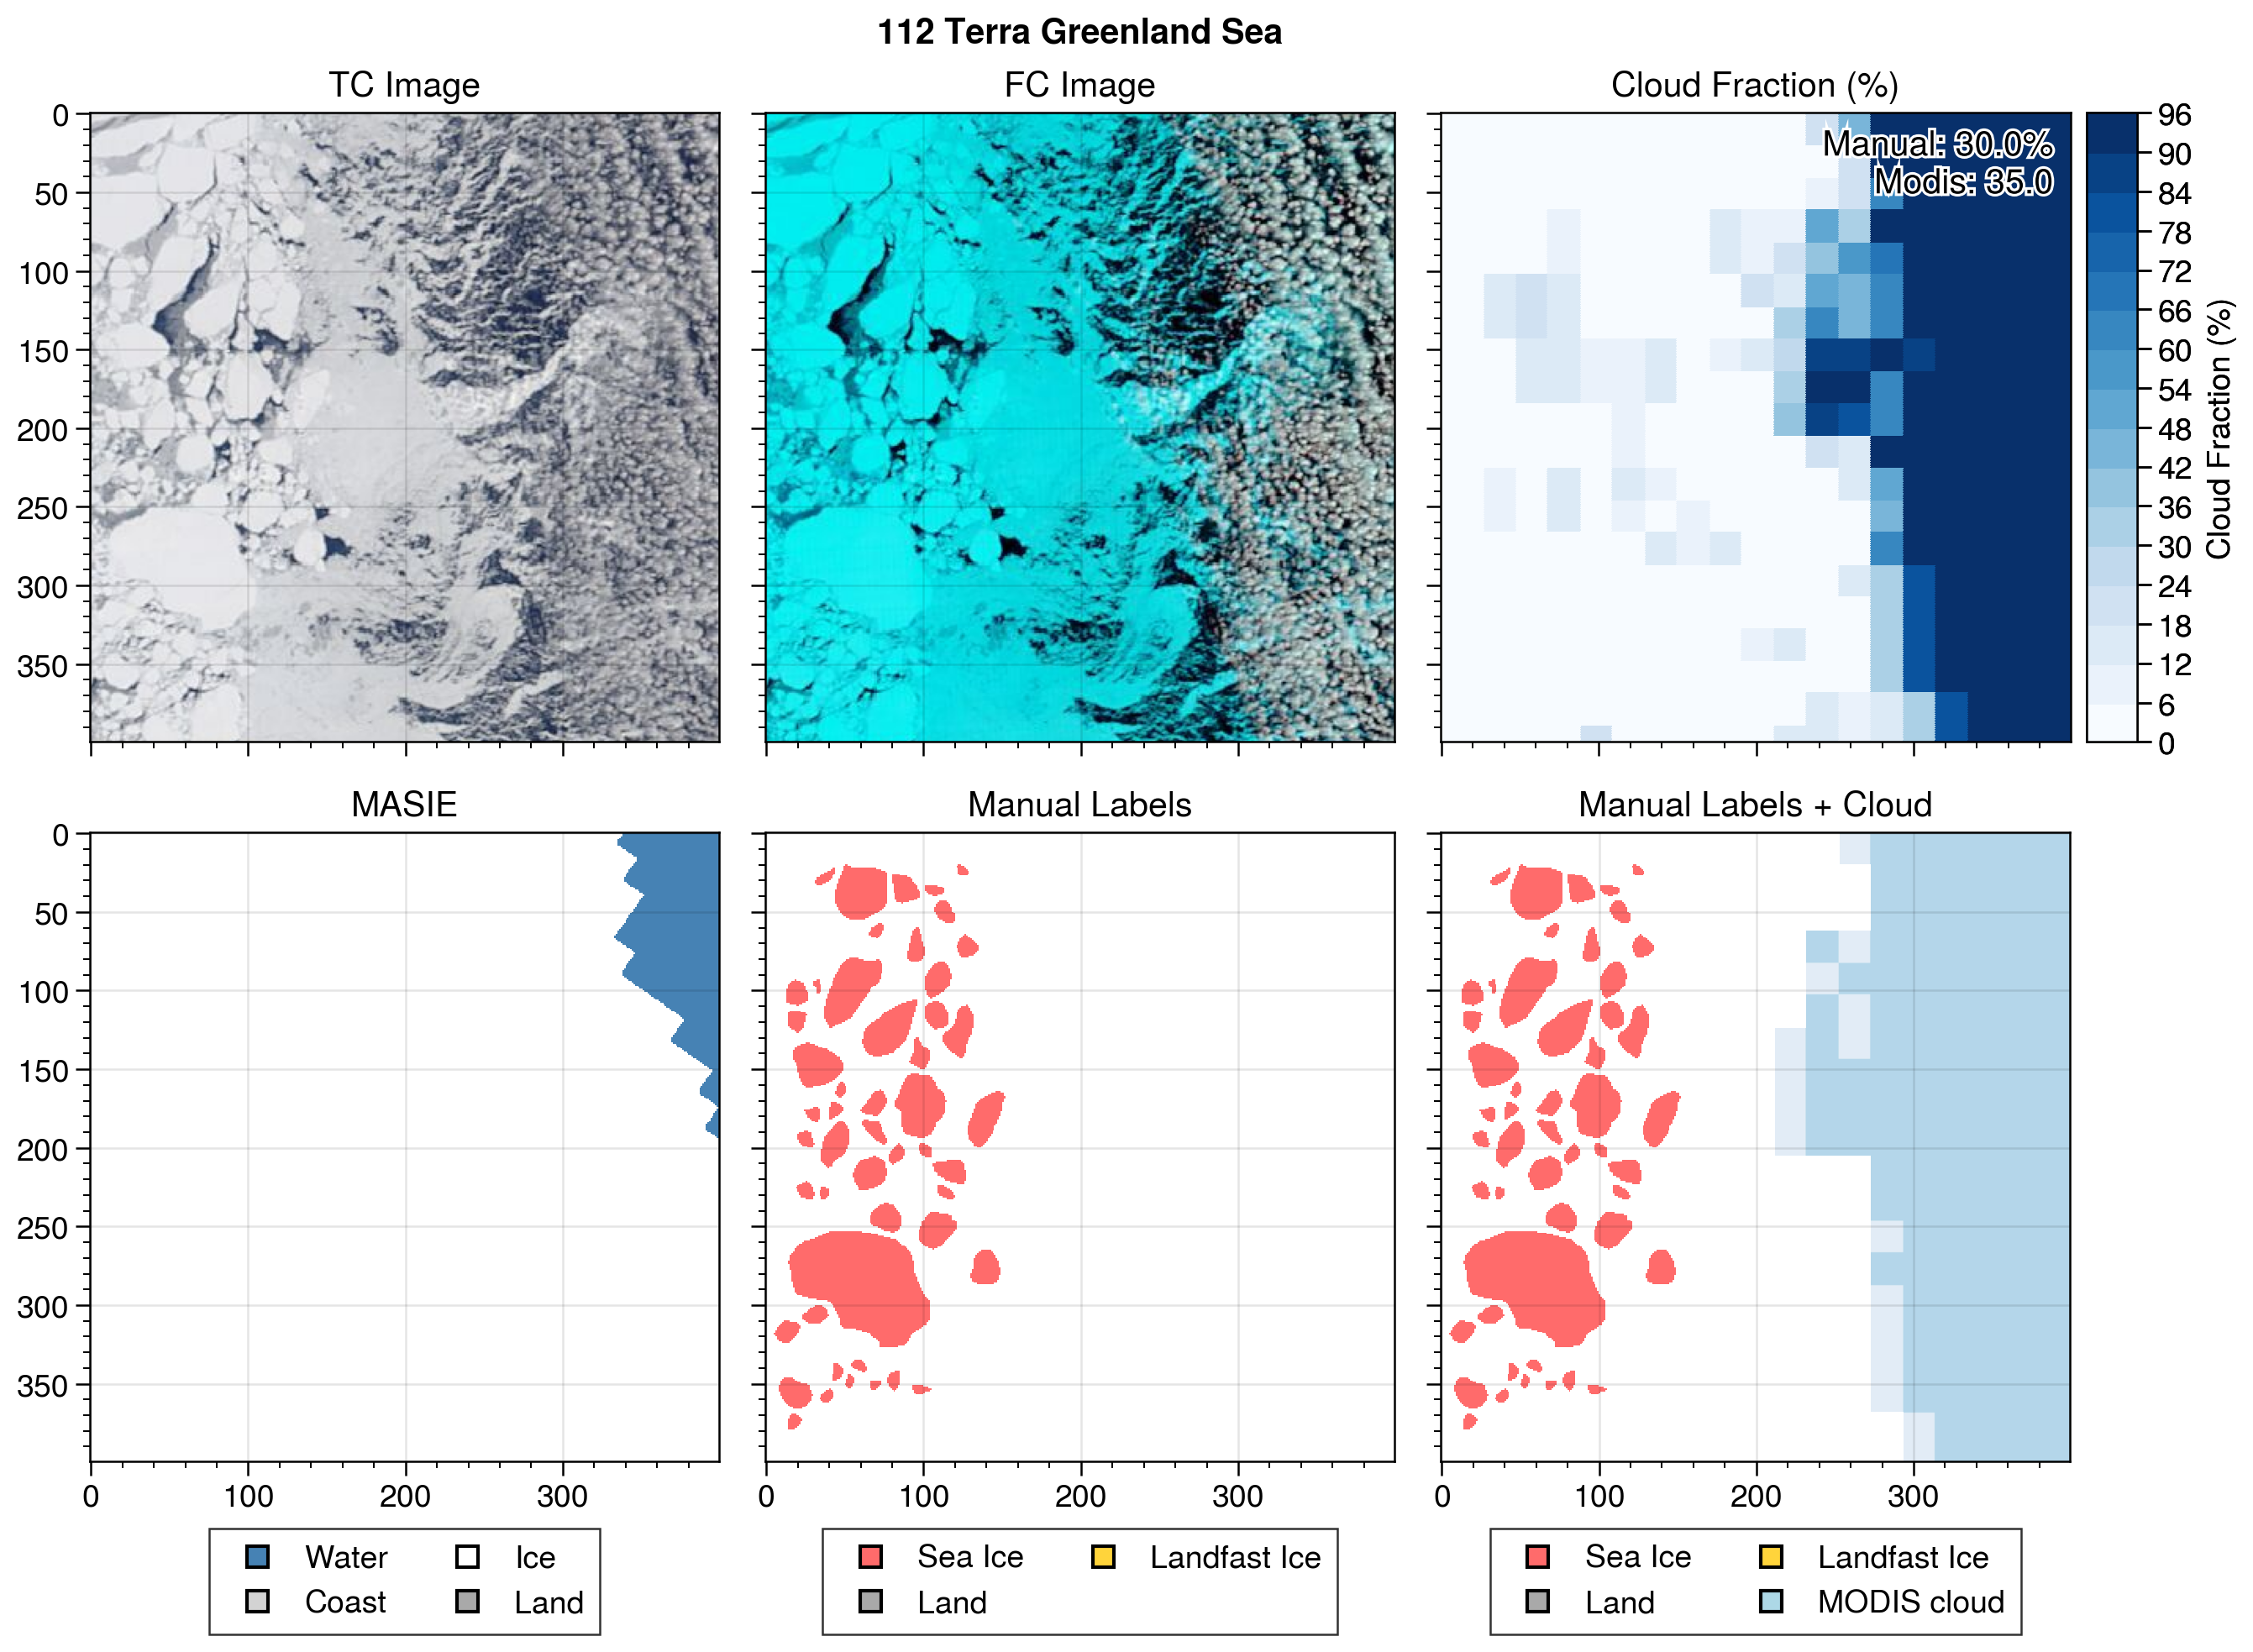 112 Terra Greenland Sea
TC Image
FC Image
Cloud Fraction (%)
0
50
100
150
200
250
300
350
Manual: 30.0%
Modis: 35.0
96
90
84
78
72
66
60
54
48
42
36
30
24
18
12
6
0
Cloud Fraction (%)
MASIE
Manual Labels
Manual Labels + Cloud
0
50
100
150
200
250
300
350
0 100 200 300
0 100 200 300
0 100 200 300
Water Ice
Coast Land
Sea Ice Landfast Ice
Land
Sea Ice Landfast Ice
Land MODIS cloud